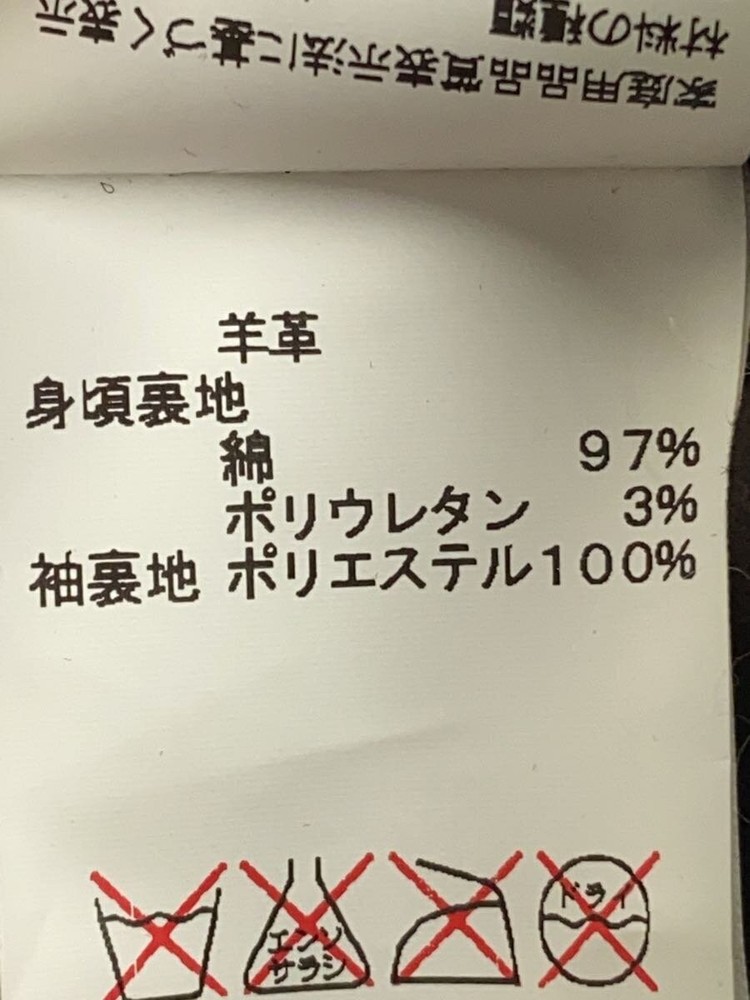 家庭用品品質表示法に基づく表示
材料の種類
羊革
身頃裏地
綿 97%
ポリウレタン 3%
袖裏地 ポリエステル100%
エンソ
サラシ
ドライ